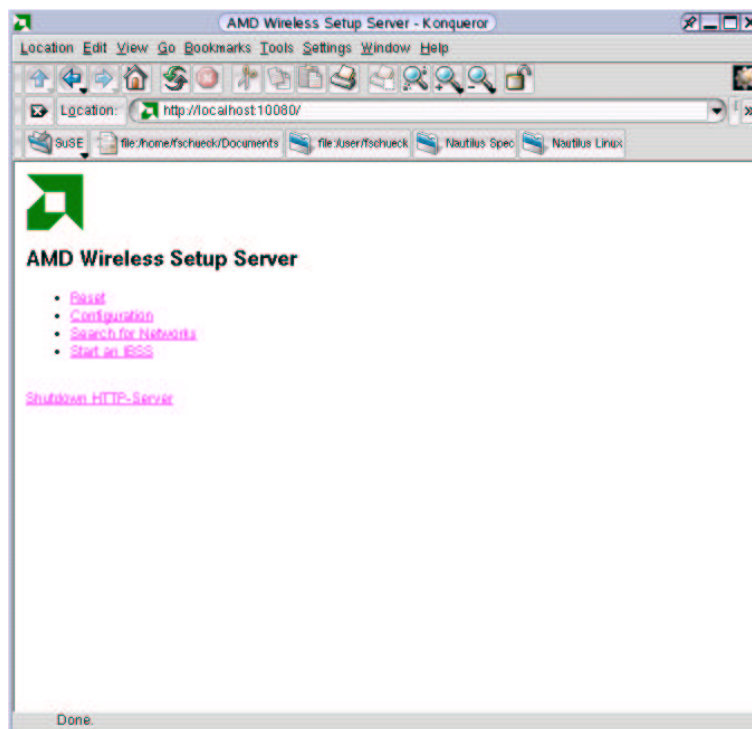 AMD Wireless Setup Server - Konqueror
Location Edit View Go Bookmarks Tools Settings Window Help
Location: http://localhost:10080/
SuSE file:/home/fschueck/Documents file:/user/fschueck Nautilus Spec Nautilus Linux
AMD Wireless Setup Server
Reset
Configuration
Search for Networks
Start an IBSS
Shutdown HTTP-Server
Done.